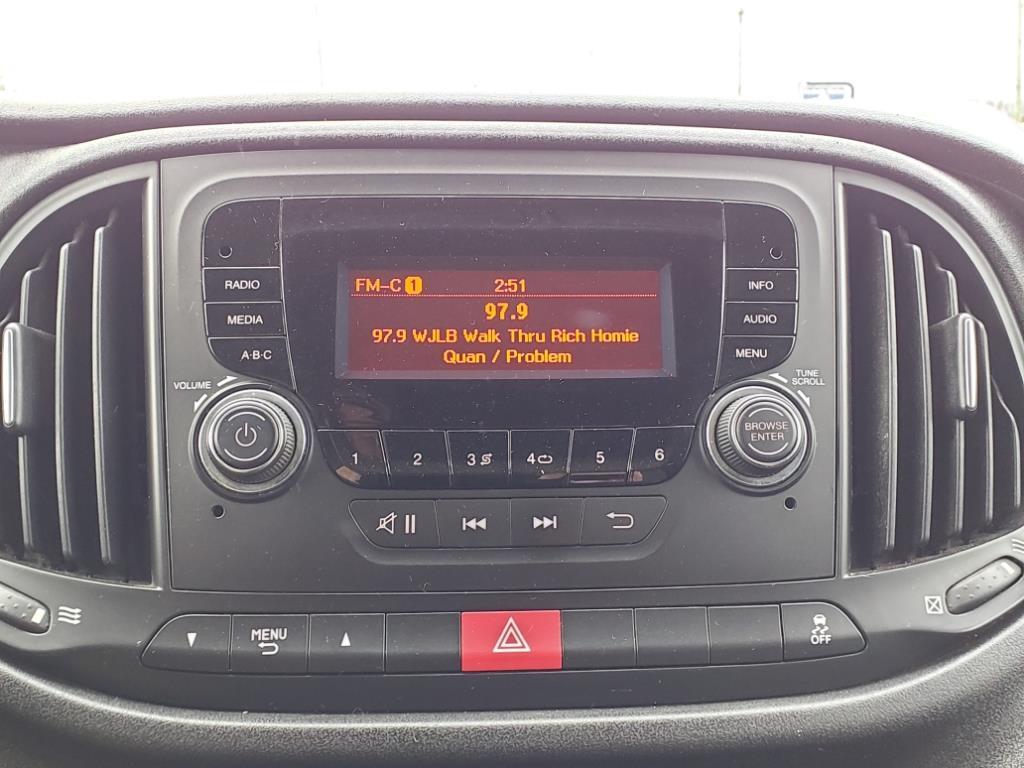 RADIO
MEDIA
A·B·C
FM-C 1 2:51
97.9
97.9 WJLB Walk Thru Rich Homie
Quan / Problem
INFO
AUDIO
MENU
VOLUME
TUNE
SCROLL
BROWSE
ENTER
1 2 3 4 5 6
MENU
OFF